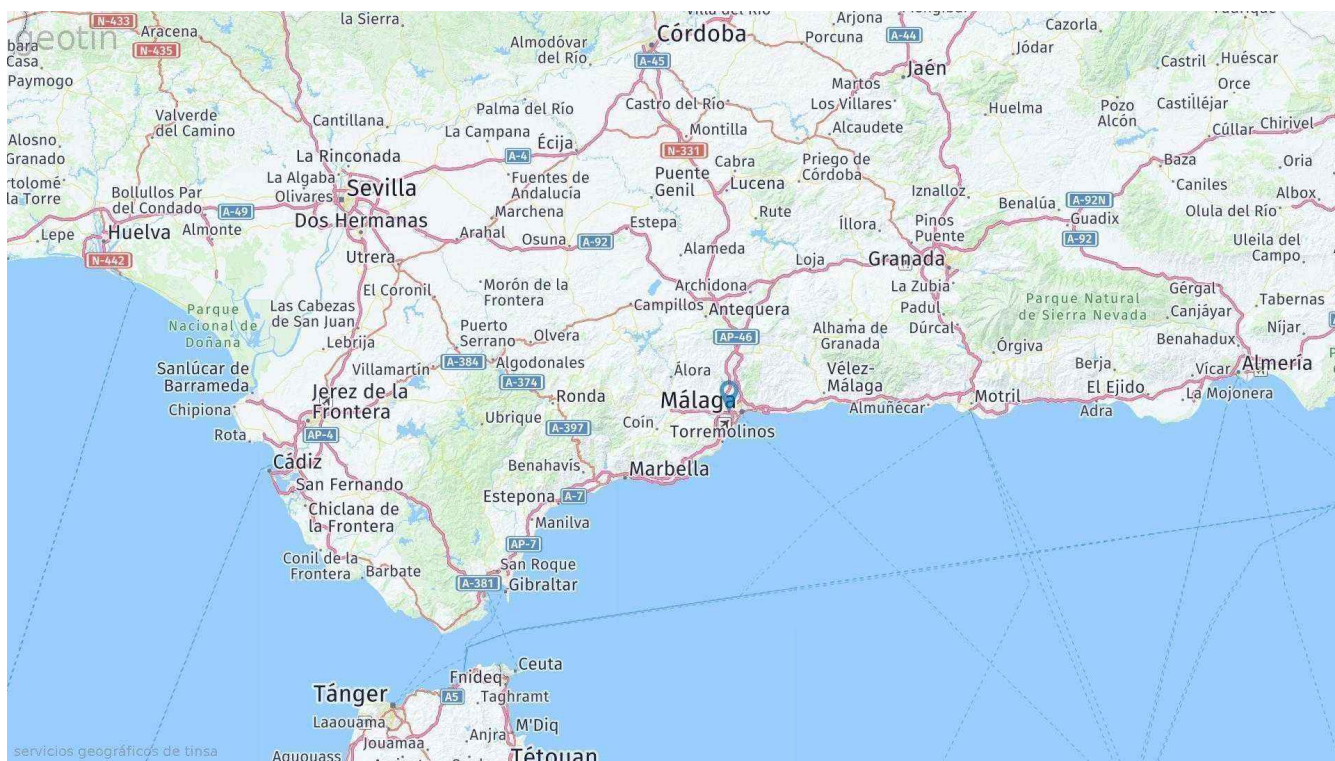 geotin
N-433
Aracena
la Sierra
Córdoba
Arjona
A-44
Cazorla
bara
Casa
N-435
Almodóvar
del Río
A-45
Porcuna
Jódar
Castril
Huéscar
Paymogo
Jaén
Martos
Orce
Palma del Río
Castro del Río
Los Villares
Huelma
Pozo
Alcón
Castilléjar
Valverde
del Camino
Cantillana
La Campana
Écija
Montilla
Alcaudete
Cúllar
Chirivel
Alosno
Granado
La Rinconada
A-4
N-331
Cabra
Priego de
Córdoba
Baza
Oria
rtolomé
la Torre
La Algaba
Olivares
Sevilla
Fuentes de
Andalucía
Puente
Genil
Lucena
Iznalloz
Caniles
Albox
Bollullos Par
del Condado
A-49
Dos Hermanas
Marchena
Estepa
Rute
Íllora
Pinos
Puente
Benalúa
A-92N
Guadix
Olula del Río
Lepe
Huelva
Almonte
Arahal
Osuna
A-92
Alameda
A-92
Uleila del
Campo
N-442
Utrera
Loja
Granada
El Coronil
Morón de la
Frontera
Archidona
La Zubia
Gérgal
Parque
Nacional de
Doñana
Las Cabezas
de San Juan
Campillos
Antequera
Padul
Parque Natural
de Sierra Nevada
Canjáyar
Tabernas
Lebrija
Puerto
Serrano
Olvera
AP-46
Alhama de
Granada
Dúrcal
Benahadux
Níjar
Sanlúcar de
Barrameda
Villamartín
A-384
Algodonales
Álora
Vélez-
Málaga
Órgiva
Berja
Vícar
Almería
A-374
Chipiona
Jerez de la
Frontera
Ronda
Málaga
Almuñécar
Motril
El Ejido
Adra
La Mojonera
Rota
AP-4
Ubrique
A-397
Coín
Torremolinos
Cádiz
Benahavís
Marbella
San Fernando
Estepona
A-7
Chiclana de
la Frontera
Manilva
AP-7
Conil de la
Frontera
Barbate
San Roque
A-381
Gibraltar
Ceuta
Fnideq
Tánger
A5
Taghramt
Laaouama
M'Diq
Jouamaa
Anjra
servicios geográficos de tinsa
Aquouass
Tétouan